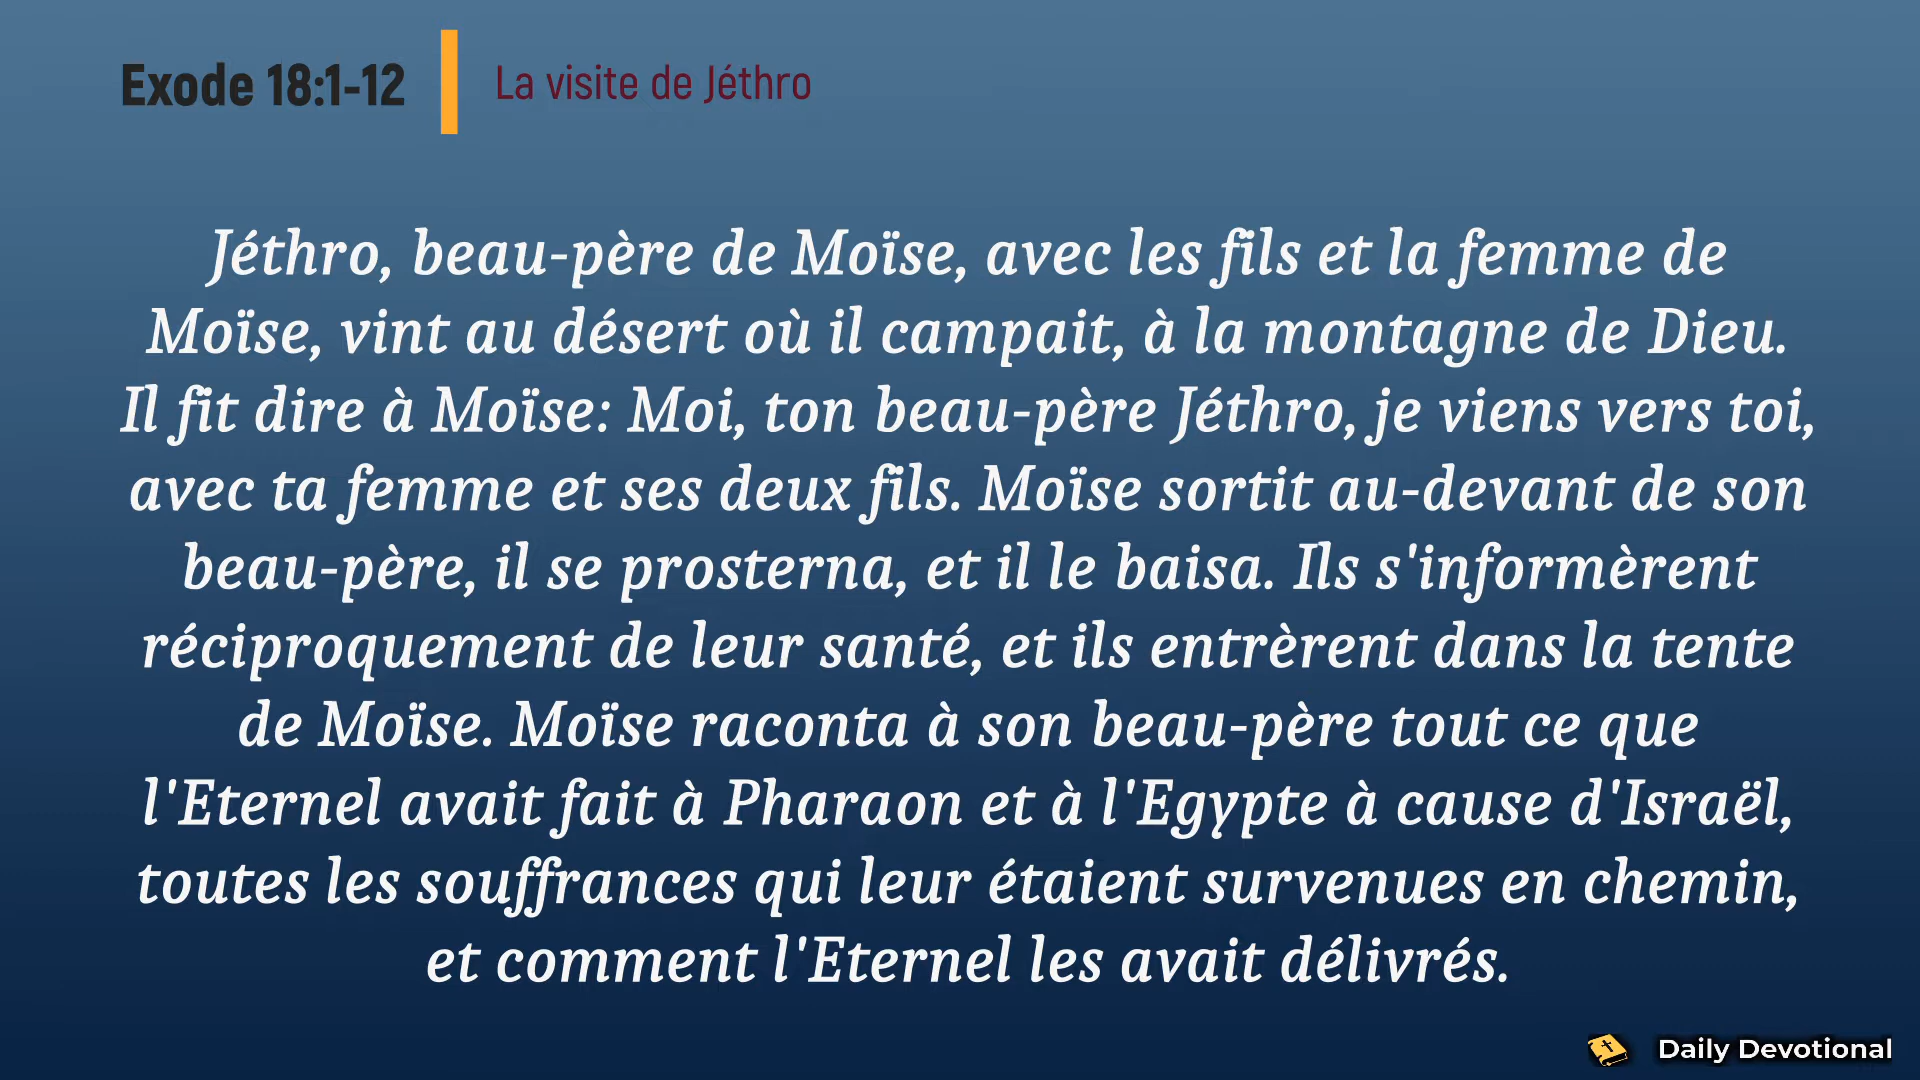 Exode 18:1-12
La visite de Jéthro
Jéthro, beau-père de Moïse, avec les fils et la femme de
Moïse, vint au désert où il campait, à la montagne de Dieu.
Il fit dire à Moïse: Moi, ton beau-père Jéthro, je viens vers toi,
avec ta femme et ses deux fils. Moïse sortit au-devant de son
beau-père, il se prosterna, et il le baisa. Ils s'informèrent
réciproquement de leur santé, et ils entrèrent dans la tente
de Moïse. Moïse raconta à son beau-père tout ce que
l'Eternel avait fait à Pharaon et à l'Egypte à cause d'Israël,
toutes les souffrances qui leur étaient survenues en chemin,
et comment l'Eternel les avait délivrés.
Daily Devotional